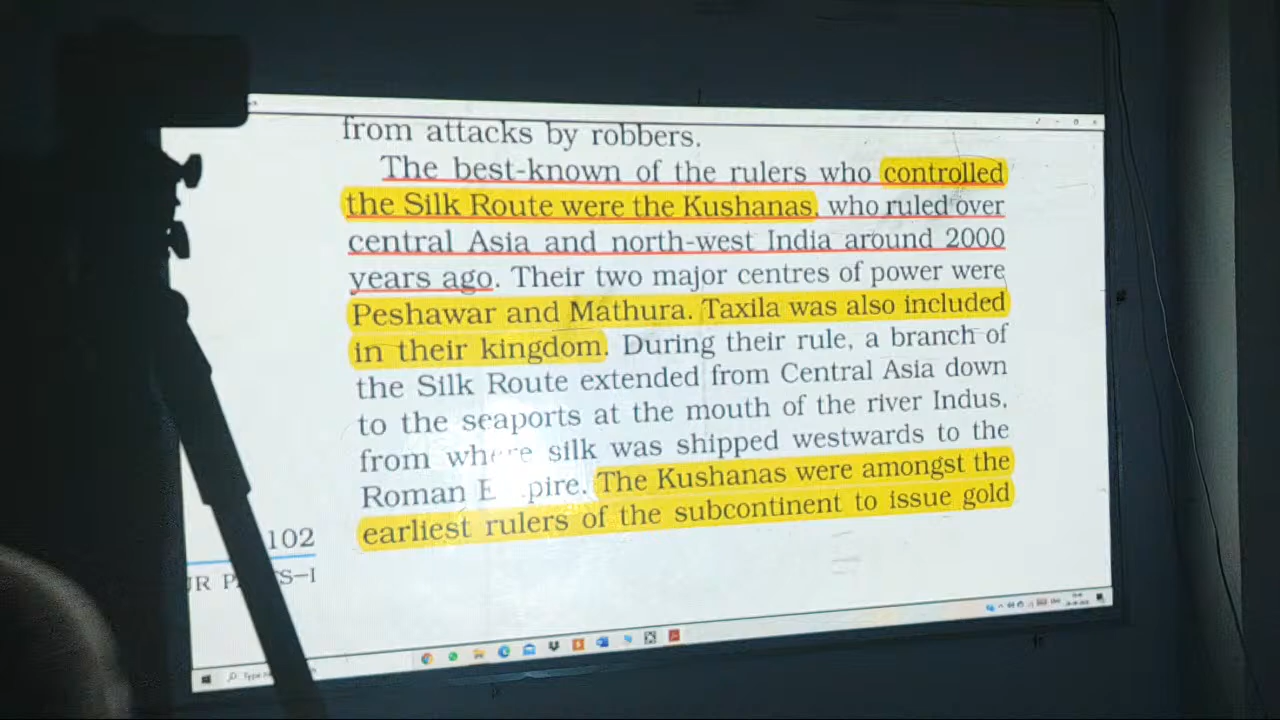 from attacks by robbers.
The best-known of the rulers who controlled
the Silk Route were the Kushanas, who ruled over
central Asia and north-west India around 2000
years ago. Their two major centres of power were
Peshawar and Mathura. Taxila was also included
in their kingdom. During their rule, a branch of
the Silk Route extended from Central Asia down
to the seaports at the mouth of the river Indus,
from where silk was shipped westwards to the
Roman E pire. The Kushanas were amongst the
earliest rulers of the subcontinent to issue gold
102
S–I
Type